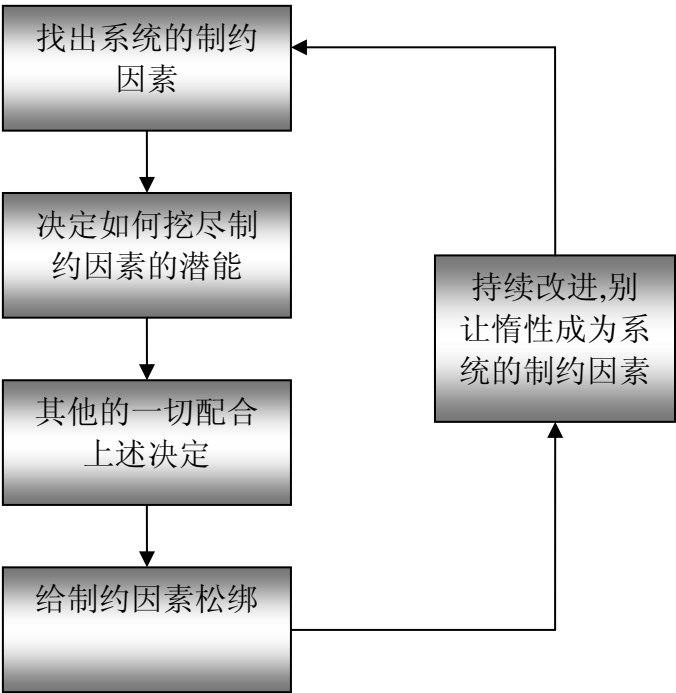 找出系统的制约
因素
决定如何挖尽制
约因素的潜能
其他的一切配合
上述决定
给制约因素松绑
持续改进,别
让惰性成为系
统的制约因素